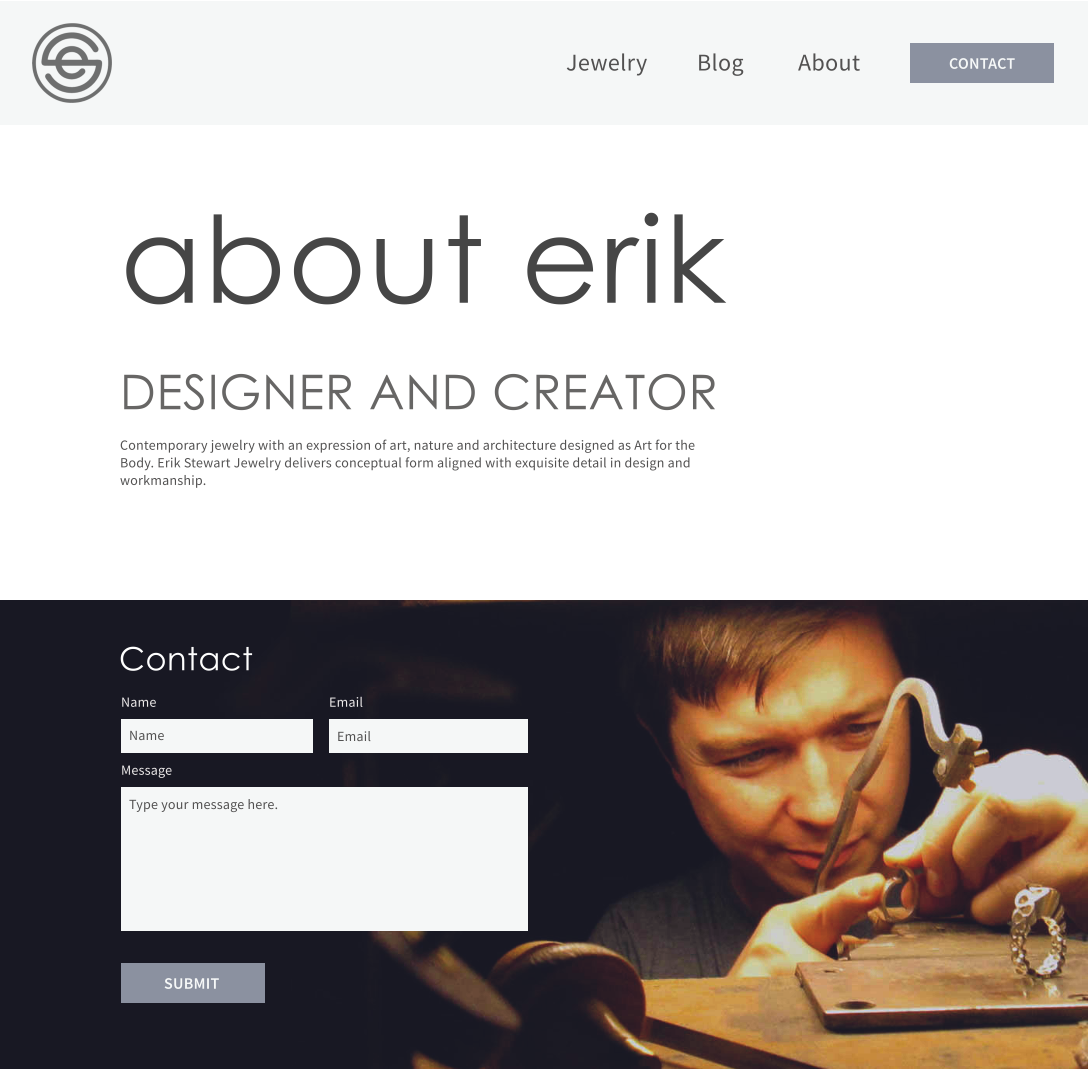 Jewelry
Blog
About
CONTACT
about erik
DESIGNER AND CREATOR
Contemporary jewelry with an expression of art, nature and architecture designed as Art for the
Body. Erik Stewart Jewelry delivers conceptual form aligned with exquisite detail in design and
workmanship.
Contact
Name
Email
Name
Email
Message
Type your message here.
SUBMIT